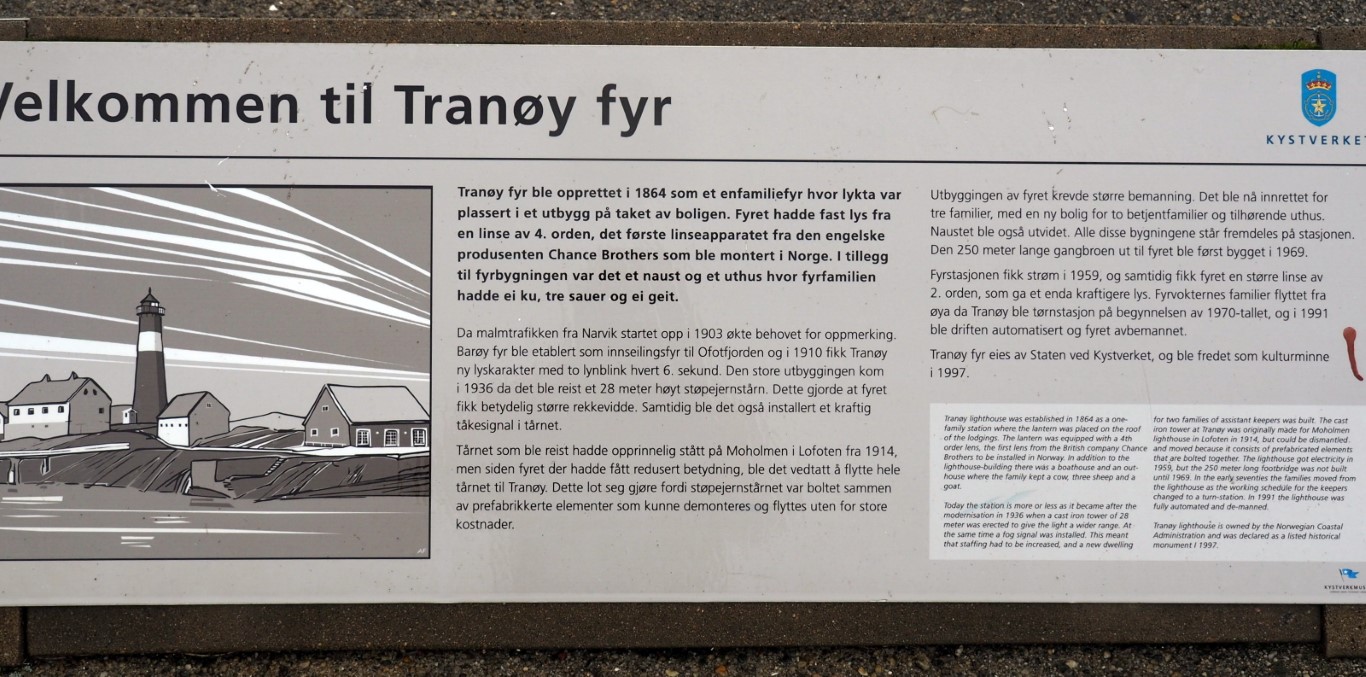 Velkommen til Tranøy fyr
KYSTVERKET
Tranøy fyr ble opprettet i 1864 som et enfamiliefyr hvor lykta var
plassert i et utbygg på taket av boligen. Fyret hadde fast lys fra
en linse av 4. orden, det første linseapparatet fra den engelske
produsenten Chance Brothers som ble montert i Norge. I tillegg
til fyrbygningen var det et naust og et uthus hvor fyrfamilien
hadde ei ku, tre sauer og ei geit.
Da malmtrafikken fra Narvik startet opp i 1903 økte behovet for oppmerking.
Barøy fyr ble etablert som innseilingsfyr til Ofotfjorden og i 1910 fikk Tranøy
ny lyskarakter med to lynblink hvert 6. sekund. Den store utbyggingen kom
i 1936 da det ble reist et 28 meter høyt støpejernstårn. Dette gjorde at fyret
fikk betydelig større rekkevidde. Samtidig ble det også installert et kraftig
tåkesignal i tårnet.
Tårnet som ble reist hadde opprinnelig stått på Moholmen i Lofoten fra 1914,
men siden fyret der hadde fått redusert betydning, ble det vedtatt å flytte hele
tårnet til Tranøy. Dette lot seg gjøre fordi støpejernstårnet var boltet sammen
av prefabrikkerte elementer som kunne demonteres og flyttes uten for store
kostnader.
Utbyggingen av fyret krevde større bemanning. Det ble nå innrettet for
tre familier, med en ny bolig for to betjentfamilier og tilhørende uthus.
Naustet ble også utvidet. Alle disse bygningene står fremdeles på stasjonen.
Den 250 meter lange gangbroen ut til fyret ble først bygget i 1969.
Fyrstasjonen fikk strøm i 1959, og samtidig fikk fyret en større linse av
2. orden, som ga et enda kraftigere lys. Fyrvokternes familier flyttet fra
øya da Tranøy ble tørnstasjon på begynnelsen av 1970-tallet, og i 1991
ble driften automatisert og fyret avbemannet.
Tranøy fyr eies av Staten ved Kystverket, og ble fredet som kulturminne
i 1997.
Tranøy lighthouse was established in 1864 as a one-
family station where the lantern was placed on the roof
of the lodgings. The lantern was equipped with a 4th
order lens, the first lens from the British company Chance
Brothers to be installed in Norway. In addition to the
lighthouse-building there was a boathouse and an out-
house where the family kept a cow, three sheep and a
goat.
Today the station is more or less as it became after the
modernisation in 1936 when a cast iron tower of 28
meter was erected to give the light a wider range. At
the same time a fog signal was installed. This meant
that staffing had to be increased, and a new dwelling
for two families of assistant keepers was built. The cast
iron tower at Tranøy was originally made for Moholmen
lighthouse in Lofoten in 1914, but could be dismantled.
and moved because it consists of prefabricated elements
that are bolted together. The lighthouse got electricity in
1959, but the 250 meter long footbridge was not built
until 1969. In the early seventies the families moved from
the lighthouse as the working schedule for the keepers
changed to a turn-station. In 1991 the lighthouse was
fully automated and de-manned.
Tranøy lighthouse is owned by the Norwegian Coastal
Administration and was declared as a listed historical
monument I 1997.